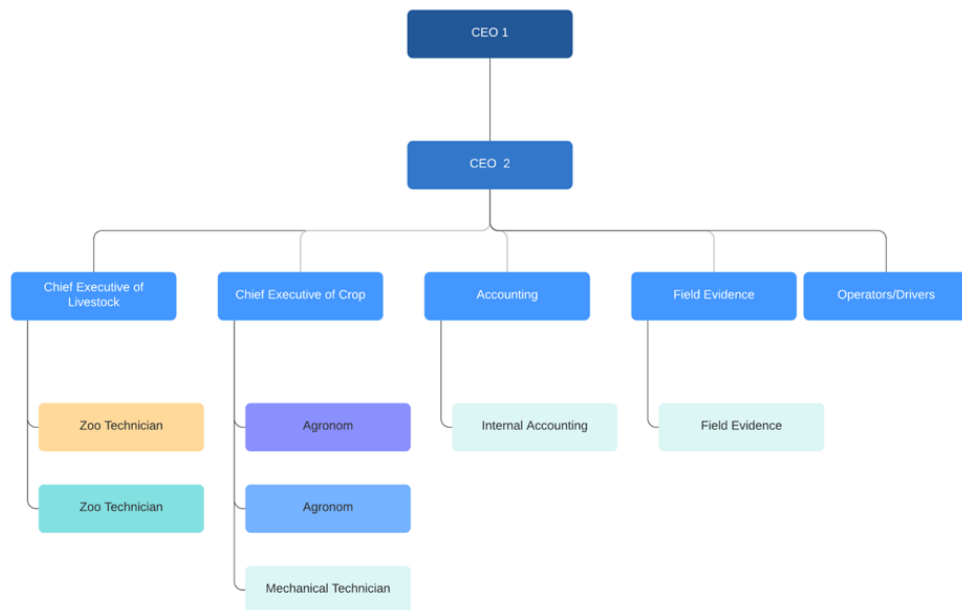 CEO 1
CEO 2
Chief Executive of
Livestock
Chief Executive of Crop
Accounting
Field Evidence
Operators/Drivers
Zoo Technician
Agronom
Internal Accounting
Field Evidence
Zoo Technician
Agronom
Mechanical Technician